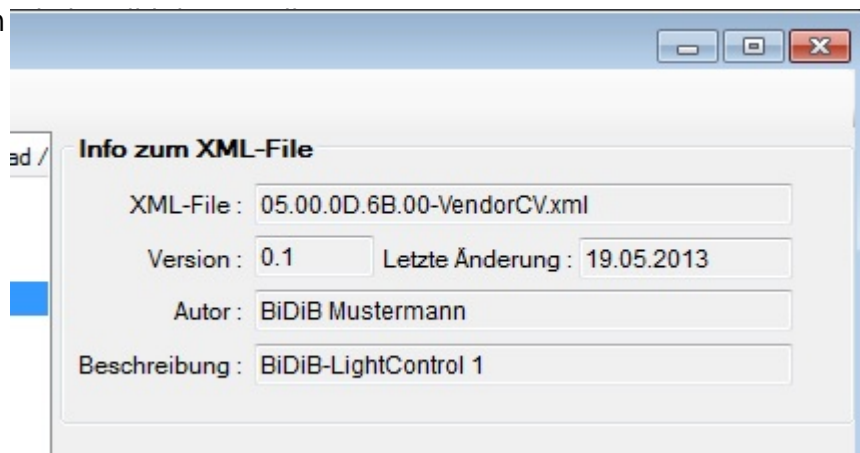 n
ad /
Info zum XML-File
XML-File : 05.00.0D.6B.00-VendorCV.xml
Version : 0.1 Letzte Änderung : 19.05.2013
Autor : BiDiB Mustermann
Beschreibung : BiDiB-LightControl 1